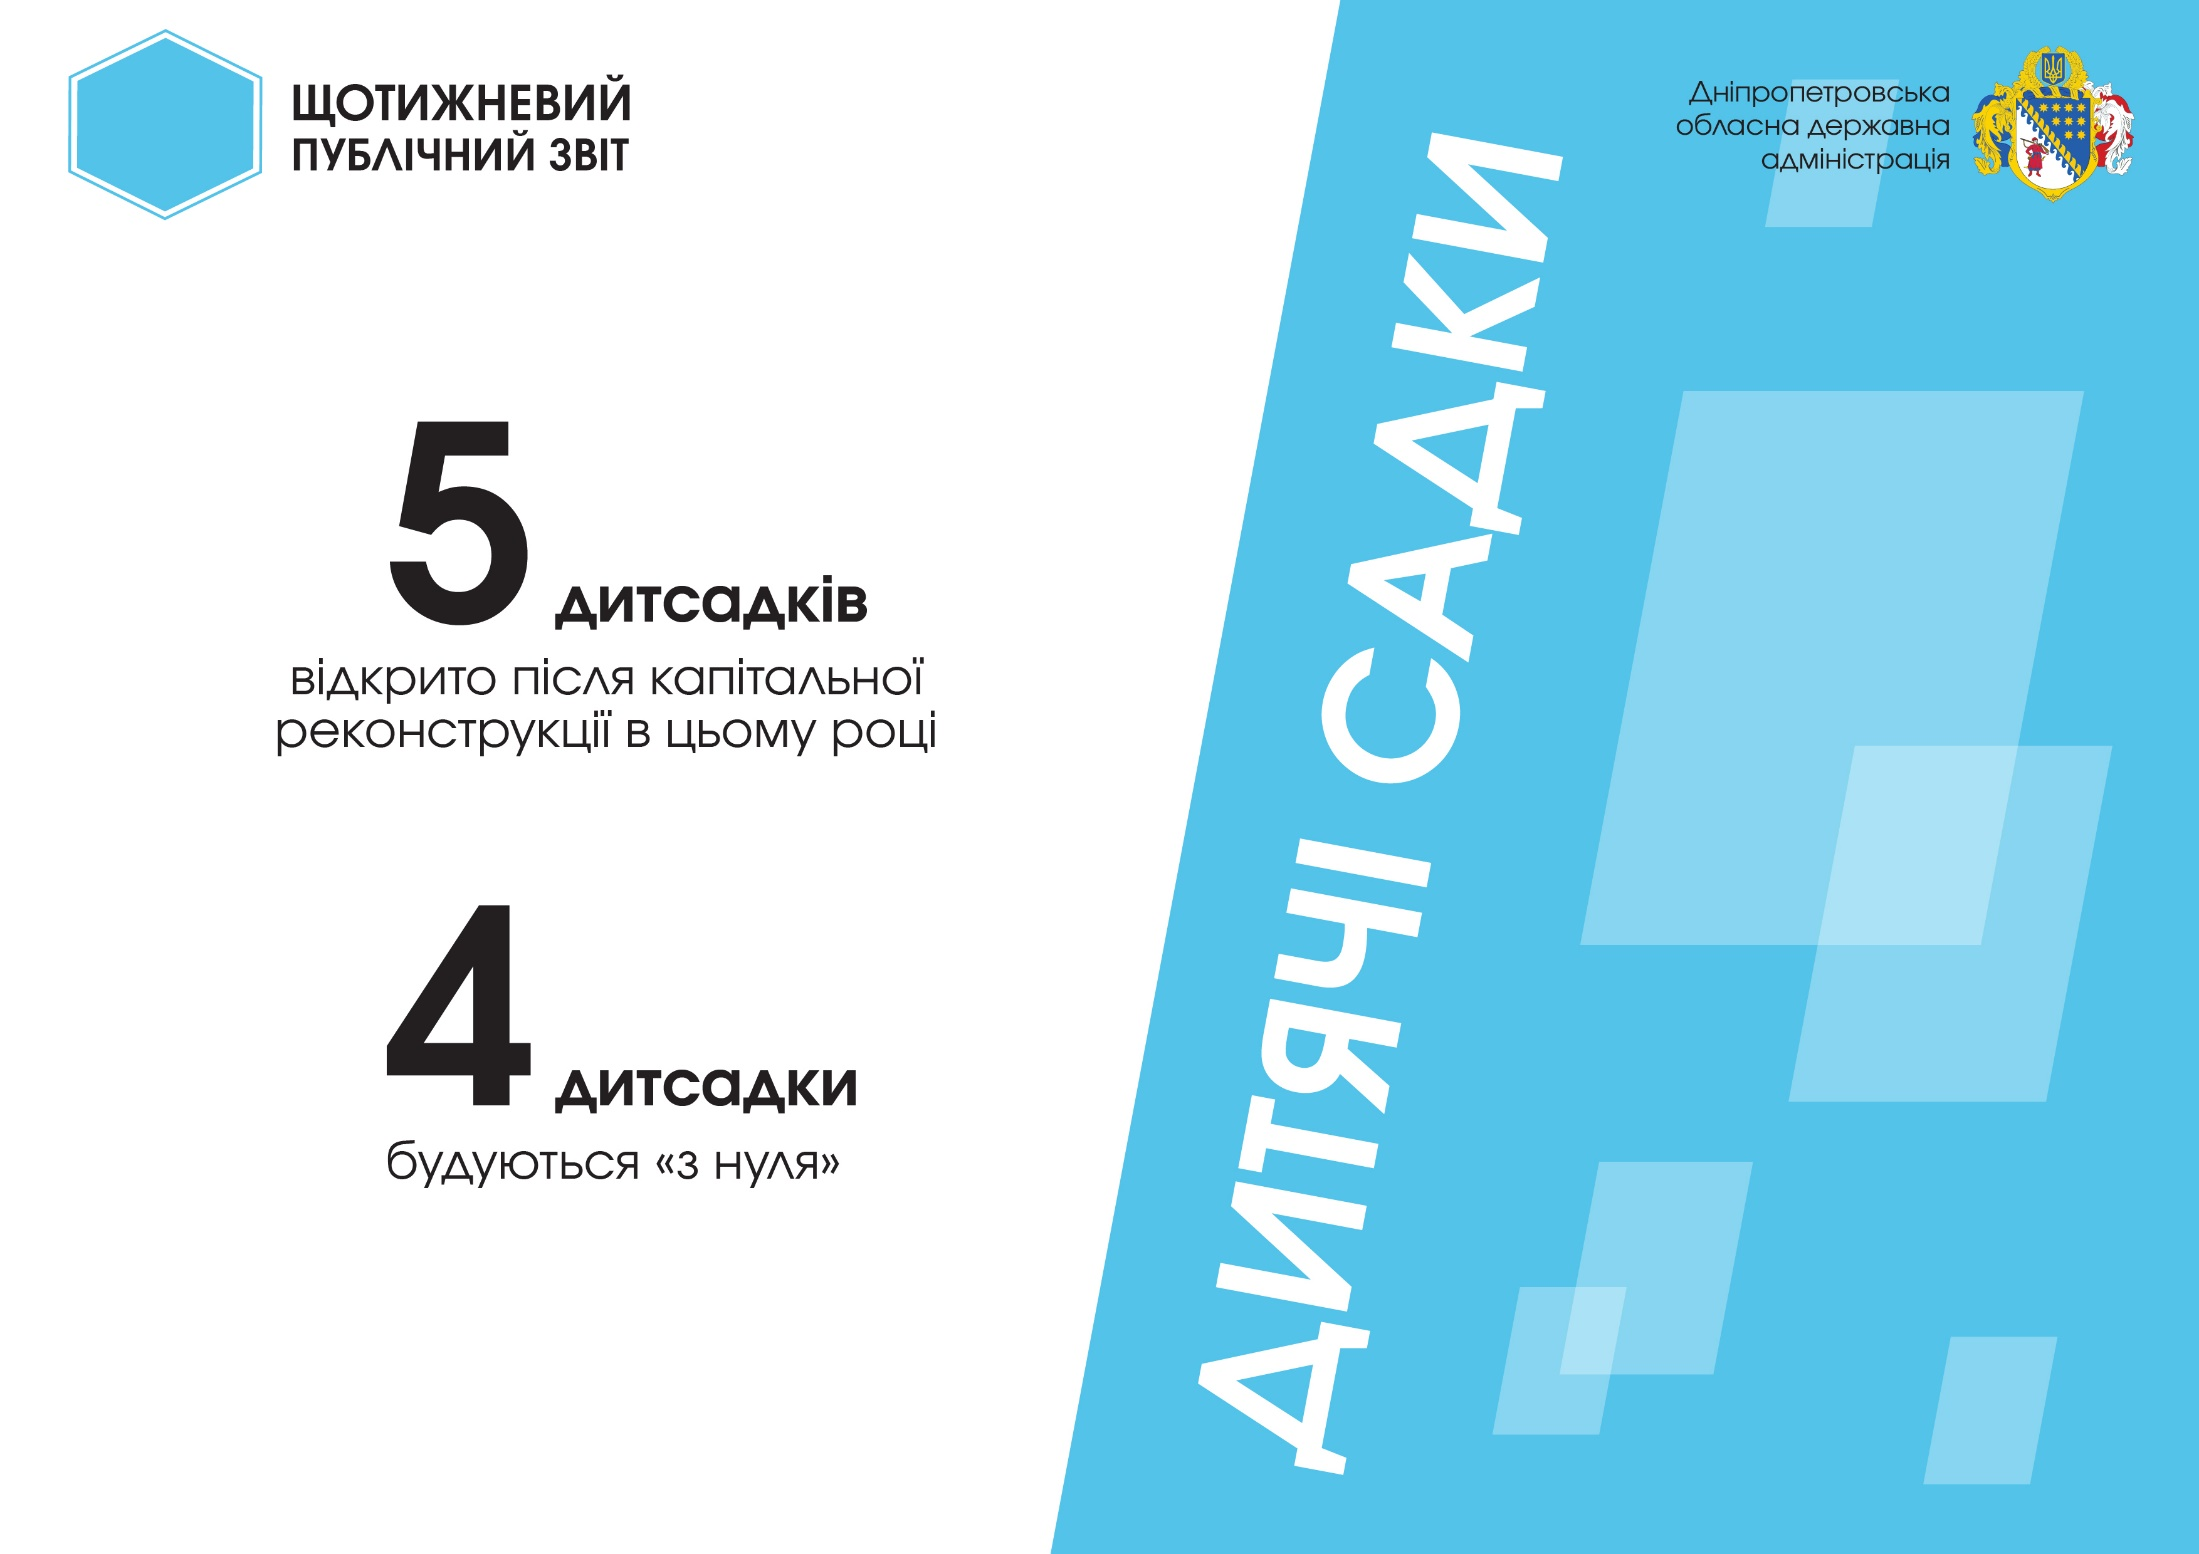 ЩОТИЖНЕВИЙ
ПУБЛІЧНИЙ ЗВІТ
Дніпропетровська
обласна державна
адміністрація
5 дитсадків
відкрито після капітальної
реконструкції в цьому році
4 дитсадки
будуються «з нуля»
ДИТЯЧІ САДКИ